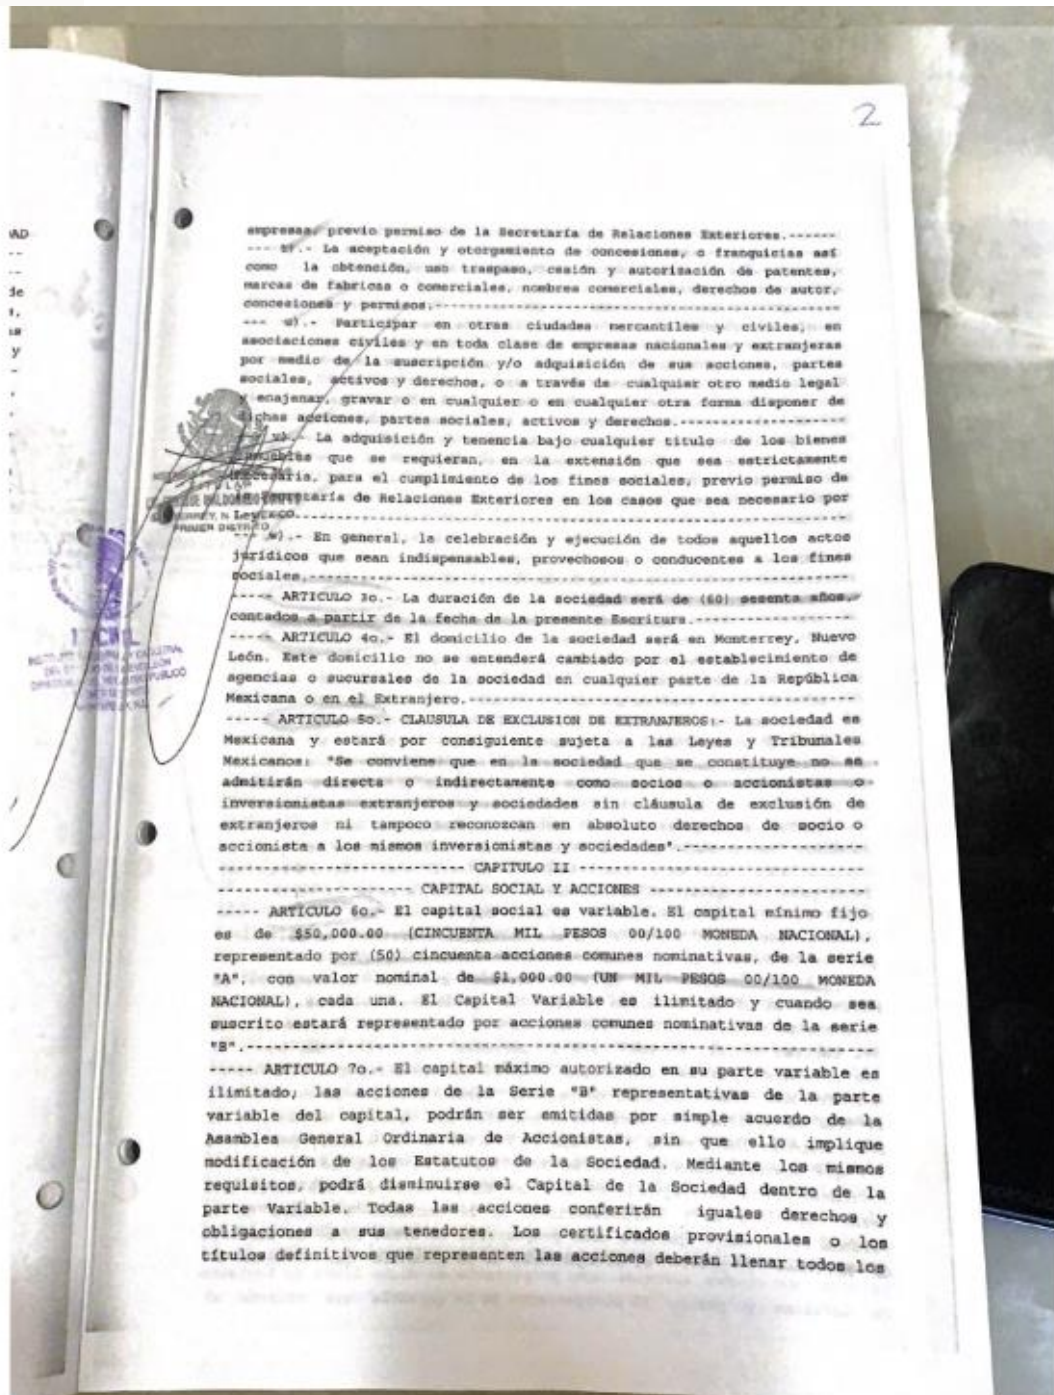 2
empresas, previo permiso de la Secretaría de Relaciones Exteriores.------
--- t).- La aceptación y otorgamiento de concesiones, o franquicias así
como la obtención, uso traspaso, cesión y autorización de patentes,
marcas de fabricas o comerciales, nombres comerciales, derechos de autor,
concesiones y permisos.--------------------------------------------------
--- u).- Participar en otras ciudades mercantiles y civiles, en
asociaciones civiles y en toda clase de empresas nacionales y extranjeras
por medio de la suscripción y/o adquisición de sus acciones, partes
sociales, activos y derechos, o a través de cualquier otro medio legal
y enajenar, gravar o en cualquier o en cualquier otra forma disponer de
dichas acciones, partes sociales, activos y derechos.--------------------
v).- La adquisición y tenencia bajo cualquier titulo de los bienes
inmuebles que se requieran, en la extensión que sea estrictamente
necesaria, para el cumplimiento de los fines sociales, previo permiso de
la Secretaría de Relaciones Exteriores en los casos que sea necesario por
Ley.
MONTERREY, N.L. MEXICO
PRIMER DISTRITO
--- w).- En general, la celebración y ejecución de todos aquellos actos
jurídicos que sean indispensables, provechosos o conducentes a los fines
sociales.----------------------------------------------------------------
----- ARTICULO 3o.- La duración de la sociedad será de (60) sesenta años,
contados a partir de la fecha de la presente Escritura.------------------
----- ARTICULO 4o.- El domicilio de la sociedad será en Monterrey, Nuevo
León. Este domicilio no se entenderá cambiado por el establecimiento de
agencias o sucursales de la sociedad en cualquier parte de la República
Mexicana o en el Extranjero.---------------------------------------------
----- ARTICULO 5o.- CLAUSULA DE EXCLUSION DE EXTRANJEROS:- La sociedad es
Mexicana y estará por consiguiente sujeta a las Leyes y Tribunales
Mexicanos: "Se conviene que en la sociedad que se constituye no se
admitirán directa o indirectamente como socios o accionistas o
inversionistas extranjeros y sociedades sin cláusula de exclusión de
extranjeros ni tampoco reconozcan en absoluto derechos de socio o
accionista a los mismos inversionistas y sociedades".--------------------
--------------------------- CAPITULO II ---------------------------------
--------------------- CAPITAL SOCIAL Y ACCIONES -------------------------
----- ARTICULO 6o.- El capital social es variable. El capital mínimo fijo
es de $50,000.00 (CINCUENTA MIL PESOS 00/100 MONEDA NACIONAL),
representado por (50) cincuenta acciones comunes nominativas, de la serie
"A", con valor nominal de $1,000.00 (UN MIL PESOS 00/100 MONEDA
NACIONAL), cada una. El Capital Variable es ilimitado y cuando sea
suscrito estará representado por acciones comunes nominativas de la serie
"B".---------------------------------------------------------------------
----- ARTICULO 7o.- El capital máximo autorizado en su parte variable es
ilimitado; las acciones de la Serie "B" representativas de la parte
variable del capital, podrán ser emitidas por simple acuerdo de la
Asamblea General Ordinaria de Accionistas, sin que ello implique
modificación de los Estatutos de la Sociedad. Mediante los mismos
requisitos, podrá disminuirse el Capital de la Sociedad dentro de la
parte Variable. Todas las acciones conferirán iguales derechos y
obligaciones a sus tenedores. Los certificados provisionales o los
títulos definitivos que representen las acciones deberán llenar todos los